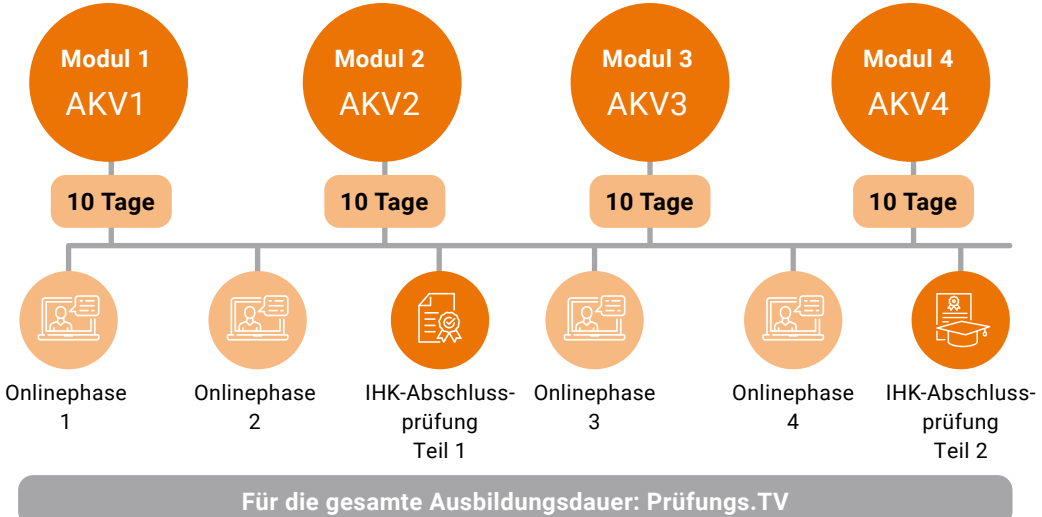 Modul 1
AKV1
Modul 2
AKV2
Modul 3
AKV3
Modul 4
AKV4
10 Tage
10 Tage
10 Tage
10 Tage
Onlinephase
1
Onlinephase
2
IHK-Abschluss-
prüfung
Teil 1
Onlinephase
3
Onlinephase
4
IHK-Abschluss-
prüfung
Teil 2
Für die gesamte Ausbildungsdauer: Prüfungs.TV